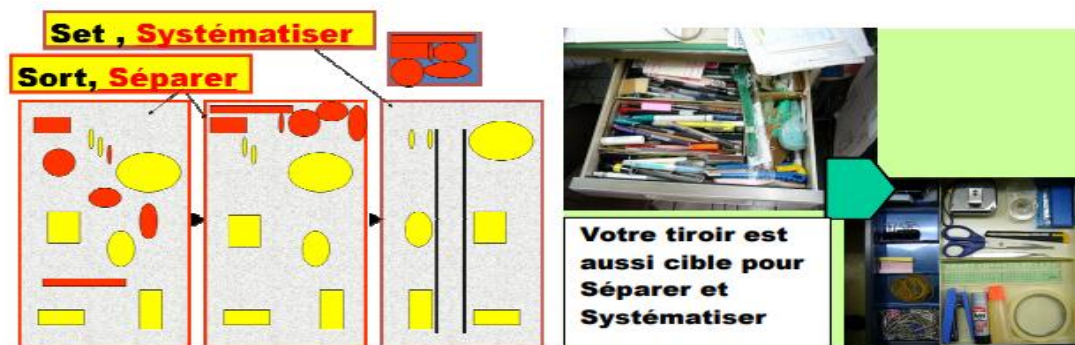 Set , Systématiser
Sort, Séparer
Votre tiroir est
aussi cible pour
Séparer et
Systématiser